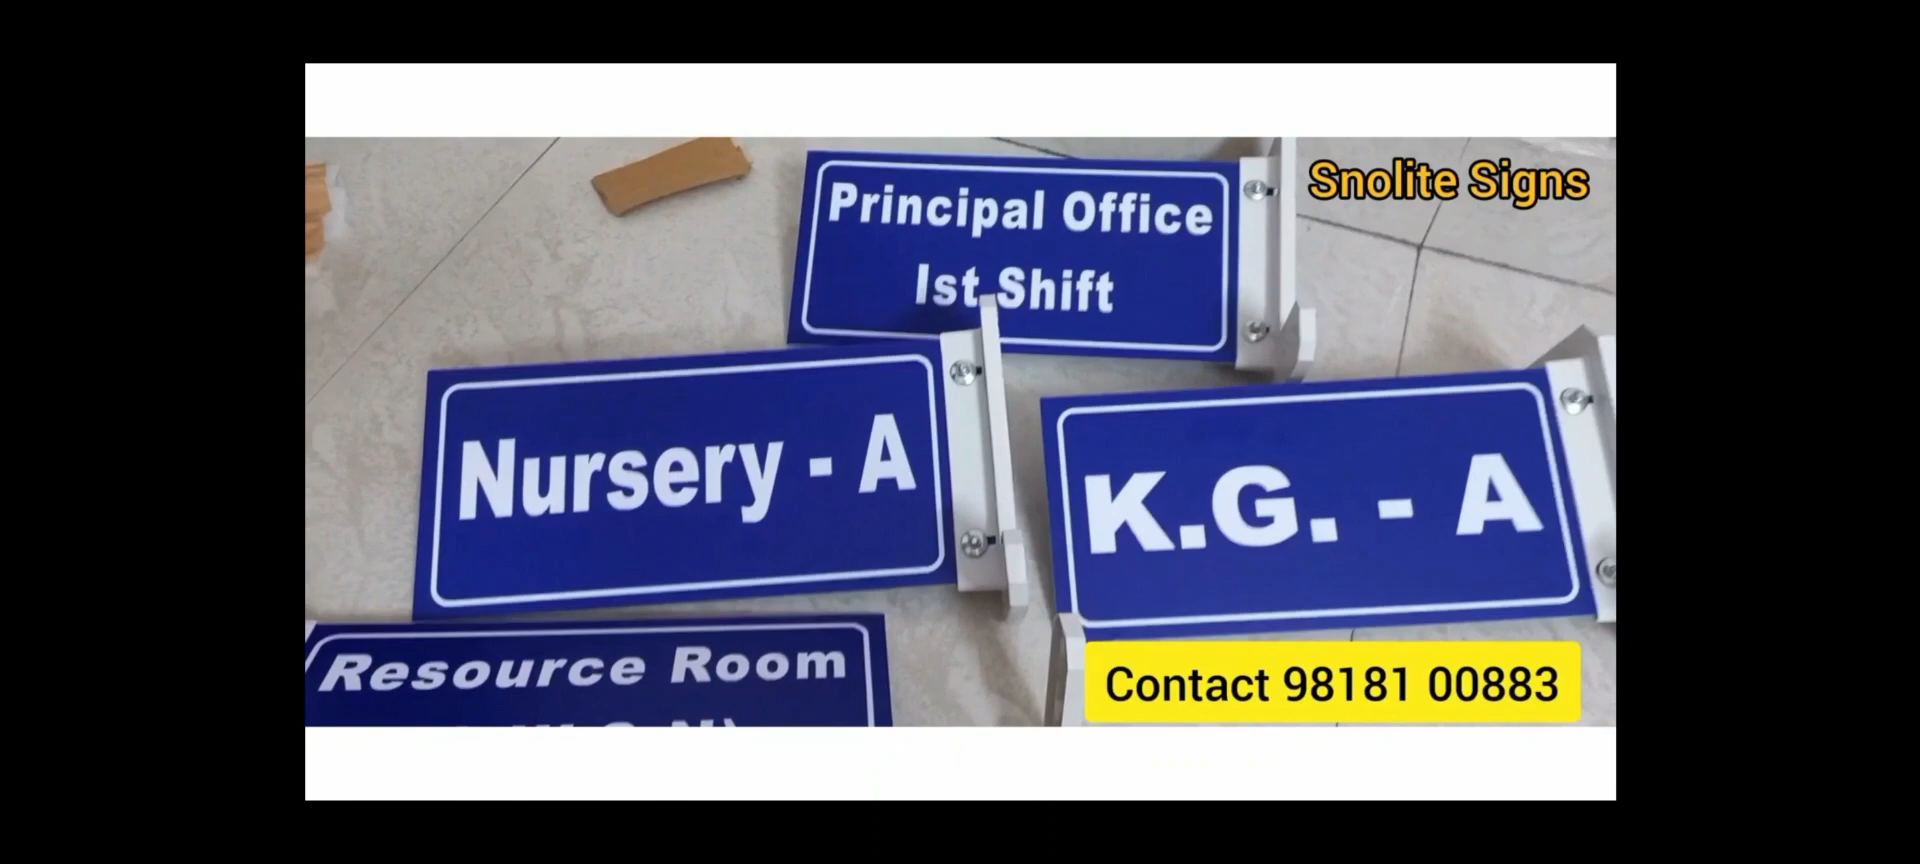 Snolite Signs
Principal Office
Ist Shift
Nursery - A
K.G. - A
Resource Room
Contact 98181 00883